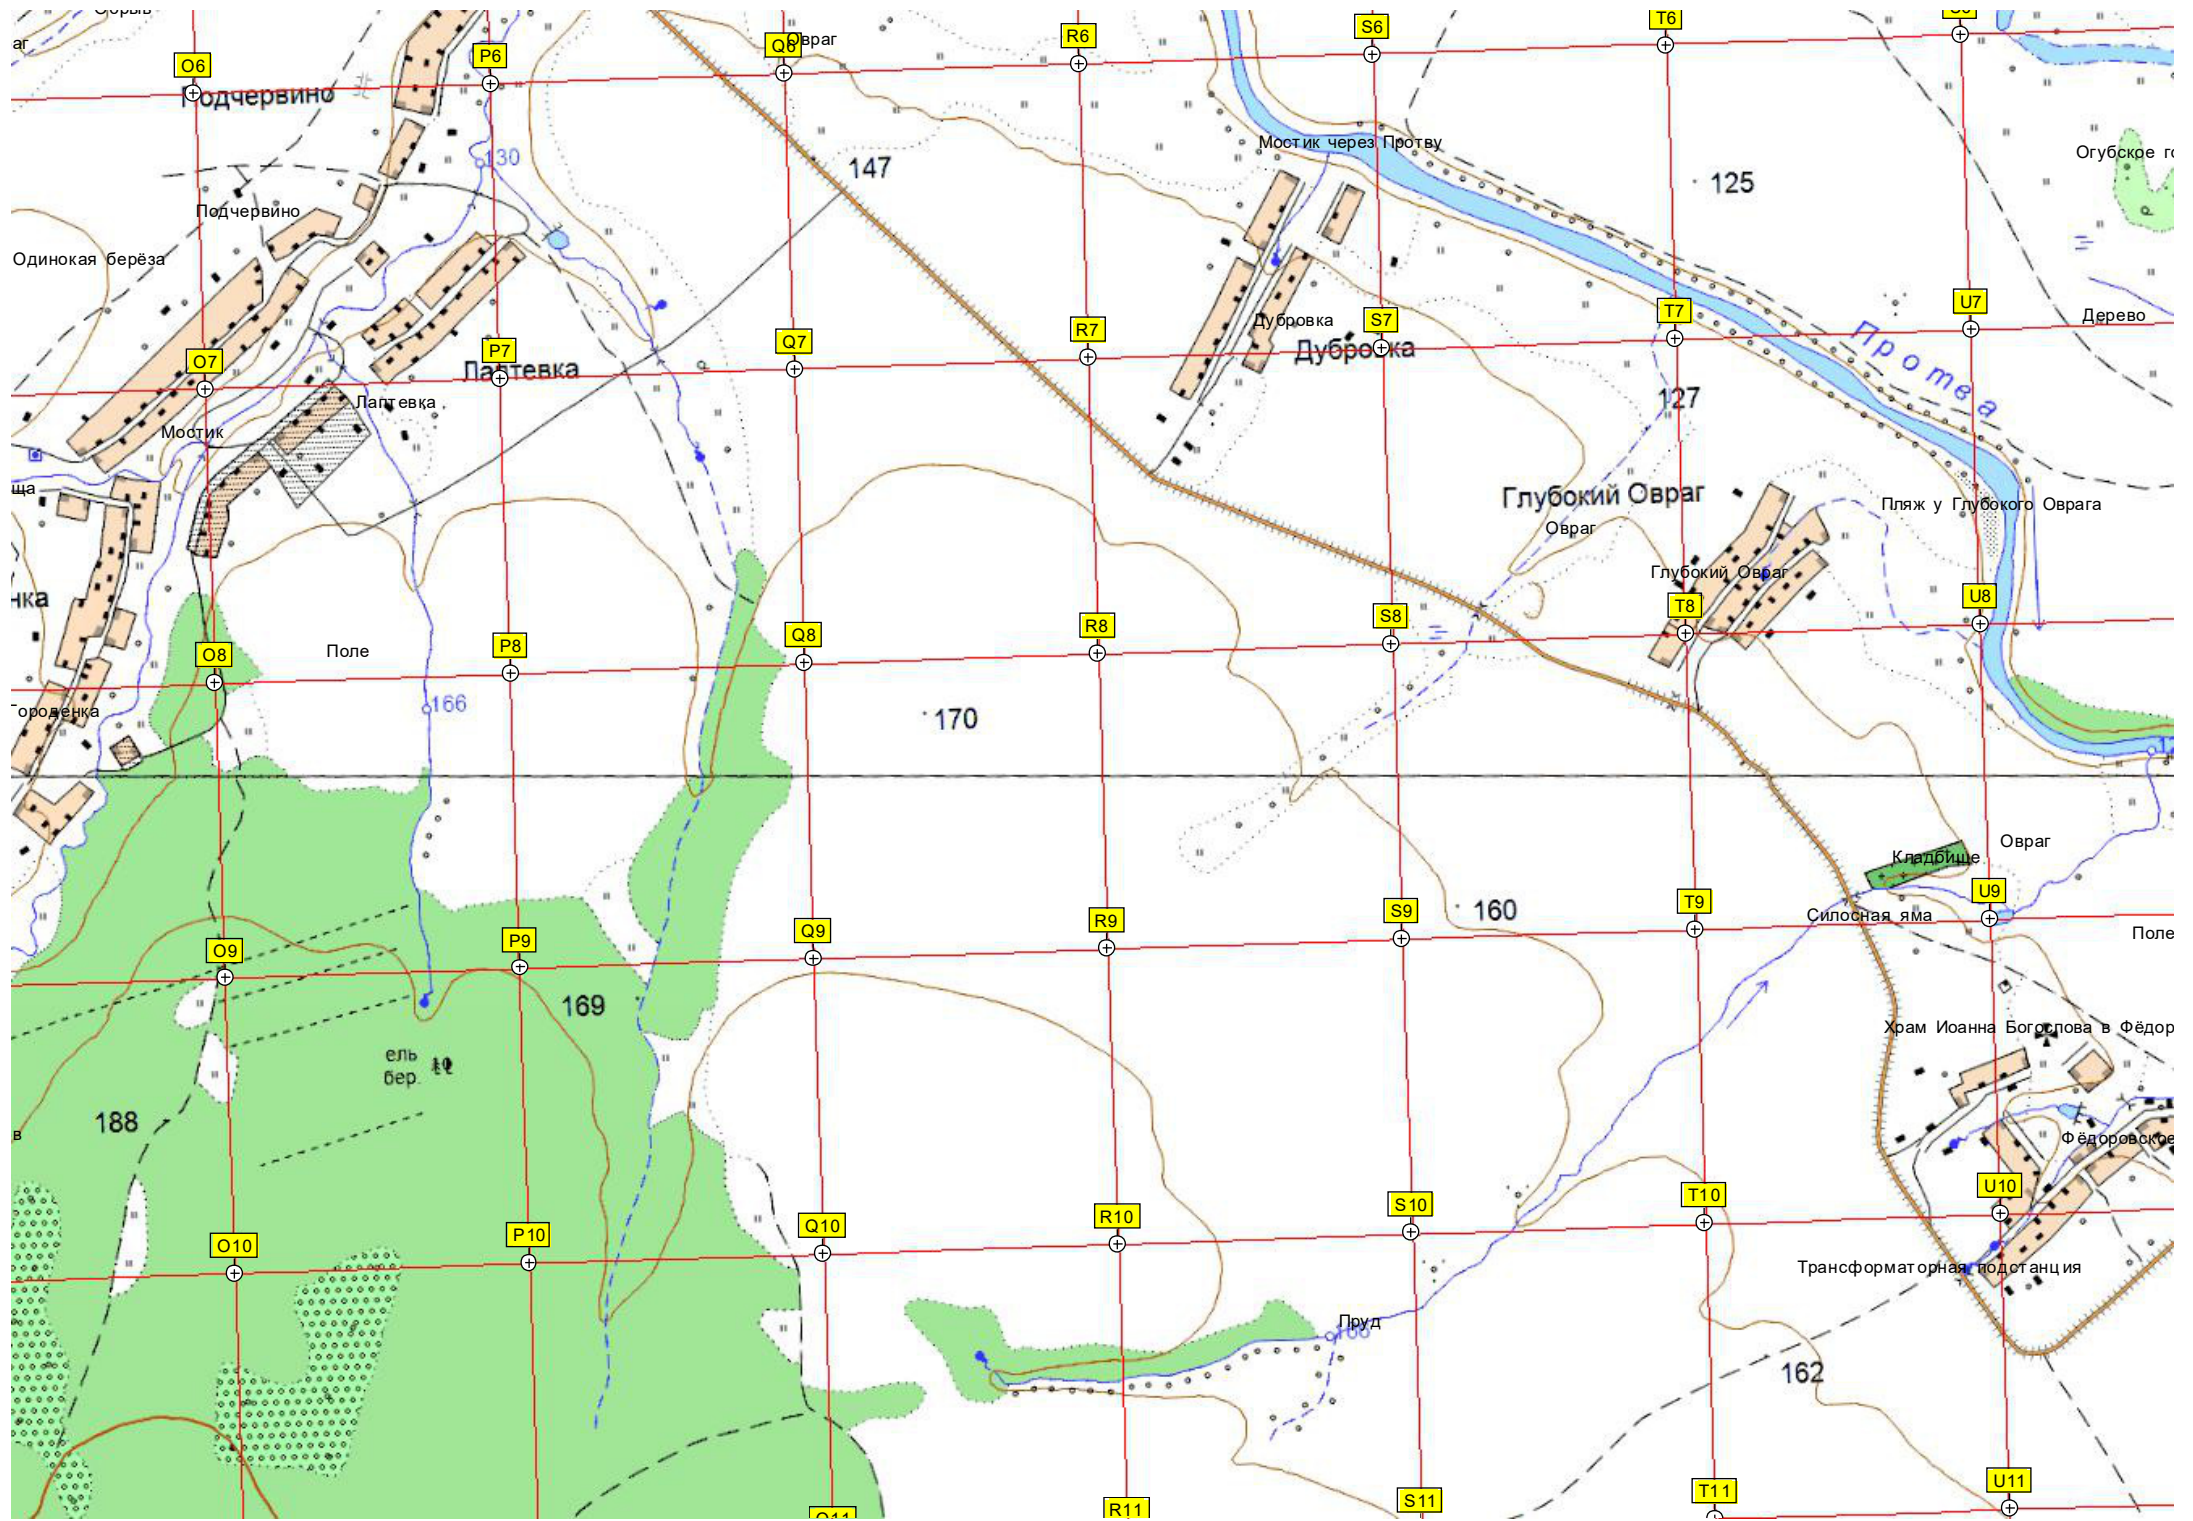 аг
O6
P6
Q6
Овраг
R6
S6
T6
Подчервино
130
147
Мостик через Протву
125
Подчервино
Одинокая берёза
O7
P7
Q7
R7
Дубровка
S7
T7
U7
Дерево
Протва
Лаптевка
Дубровка
127
Лаптевка
Мостик
ща
Глубокий Овраг
Овраг
Пляж у Глубокого Оврага
Глубокий Овраг
нка
O8
Поле
P8
Q8
R8
S8
T8
U8
Городенка
166
170
Овраг
Кладбище
O9
P9
Q9
R9
S9
160
T9
U9
Силосная яма
Поле
169
Храм Иоанна Богослова в Фёдор
ель
бер.
188
в
Фёдоровское
O10
P10
Q10
R10
S10
T10
U10
Трансформаторная подстанция
Пруд
162
R11
S11
T11
U11